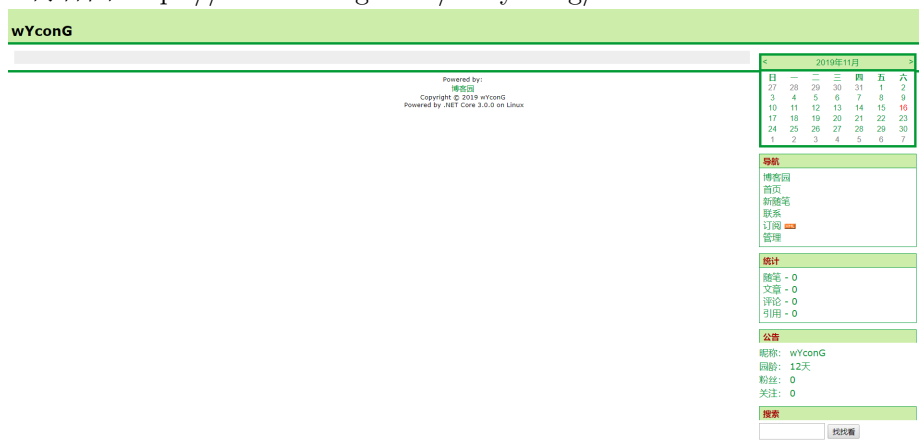 wYconG
Powered by:
博客园
Copyright © 2019 wYconG
Powered by .NET Core 3.0.0 on Linux
< 2019年11月 >
日 一 二 三 四 五 六
27 28 29 30 31 1 2
3 4 5 6 7 8 9
10 11 12 13 14 15 16
17 18 19 20 21 22 23
24 25 26 27 28 29 30
1 2 3 4 5 6 7
导航
博客园
首页
新随笔
联系
订阅
管理
统计
随笔 - 0
文章 - 0
评论 - 0
引用 - 0
公告
昵称： wYconG
园龄： 12天
粉丝： 0
关注： 0
搜索
找找看